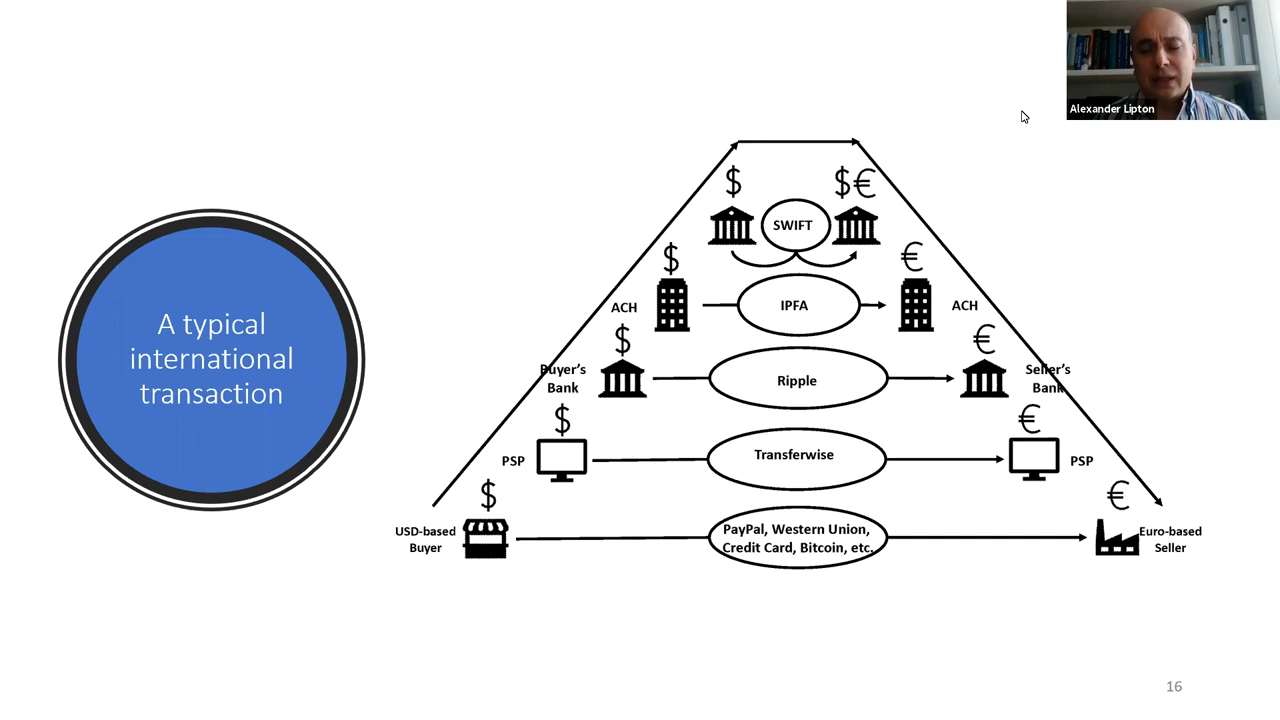 Alexander Lipton
A typical
international
transaction
$
$€
SWIFT
$
€
ACH
IPFA
ACH
$
€
Buyer's
Bank
Ripple
Seller's
Bank
$
€
PSP
Transferwise
PSP
$
€
USD-based
Buyer
PayPal, Western Union,
Credit Card, Bitcoin, etc.
Euro-based
Seller
16